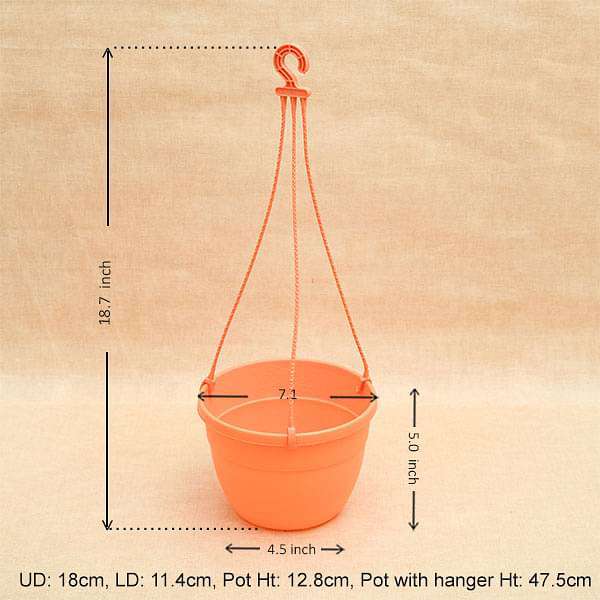 18.7 inch
7.1
5.0 inch
4.5 inch
UD: 18cm, LD: 11.4cm, Pot Ht: 12.8cm, Pot with hanger Ht: 47.5cm